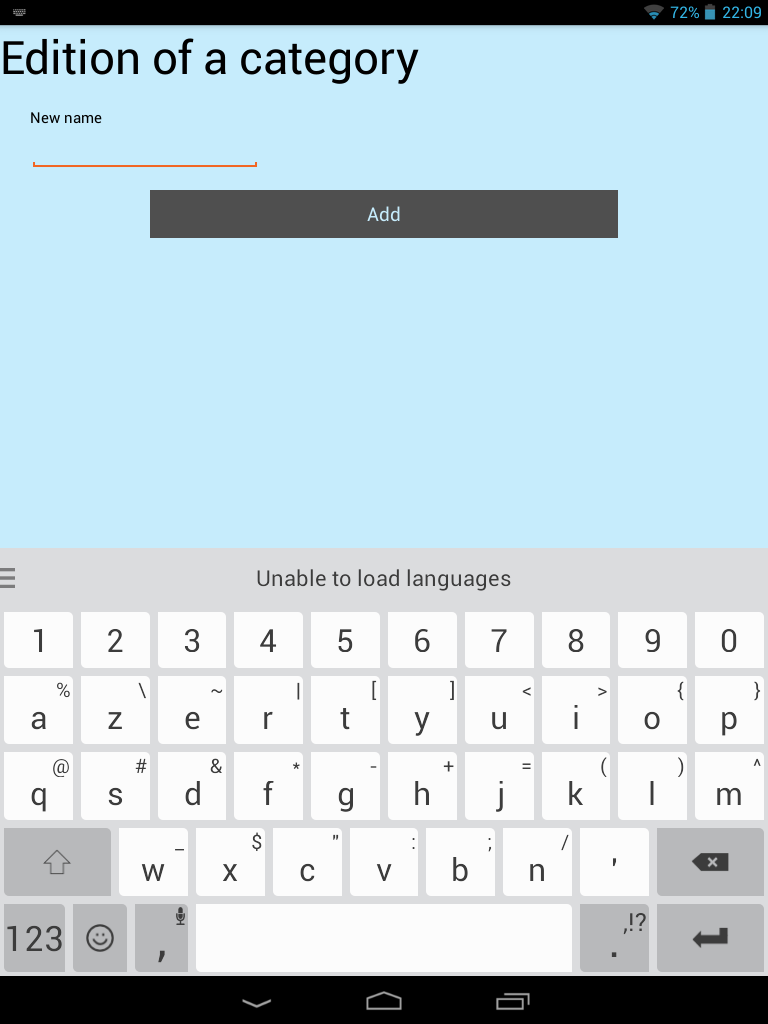 72% 22:09
Edition of a category
New name
Add
Unable to load languages
1 2 3 4 5 6 7 8 9 0
% \ ~ | [ ] < > { }
a z e r t y u i o p
@ # & * - + = ( ) ^
q s d f g h j k l m
_ $ " : ; /
w x c v b n '
,!?
123 , .